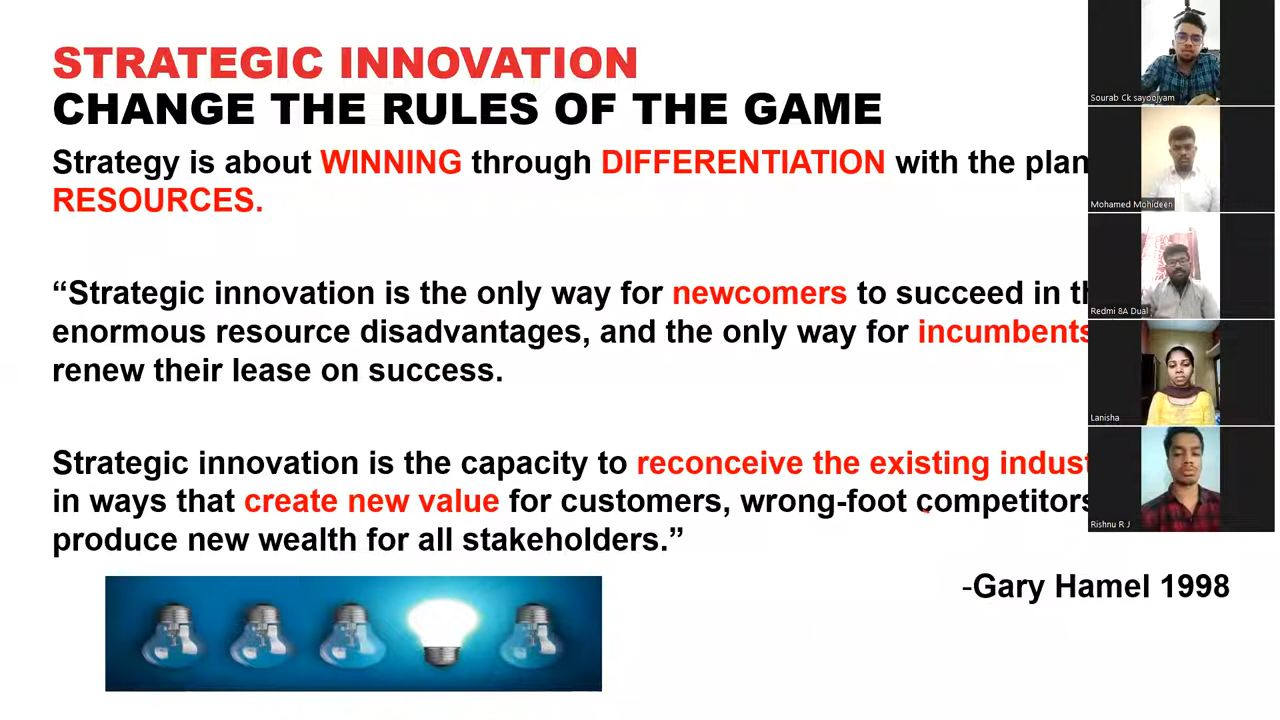 STRATEGIC INNOVATION
CHANGE THE RULES OF THE GAME
Strategy is about WINNING through DIFFERENTIATION with the plan
RESOURCES.
“Strategic innovation is the only way for newcomers to succeed in
enormous resource disadvantages, and the only way for incumbents
renew their lease on success.
Strategic innovation is the capacity to reconceive the existing
in ways that create new value for customers, wrong-foot competitors
produce new wealth for all stakeholders.”
-Gary Hamel 1998
Sourab Ck sayoojyam
Mohamed Mohideen
Redmi 8A Dual
Lanisha
Rishnu R J